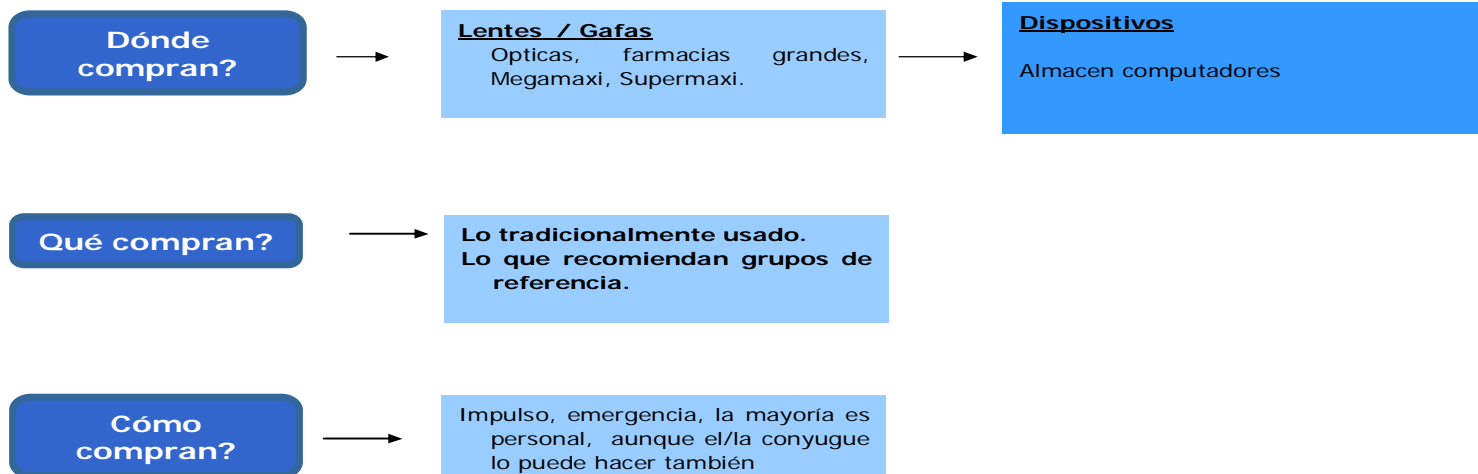 Dónde
compran?
Lentes / Gafas
Opticas, farmacias grandes,
Megamaxi, Supermaxi.
Dispositivos
Almacen computadores
Qué compran?
Lo tradicionalmente usado.
Lo que recomiendan grupos de
referencia.
Cómo
compran?
Impulso, emergencia, la mayoría es
personal, aunque el/la conyugue
lo puede hacer también